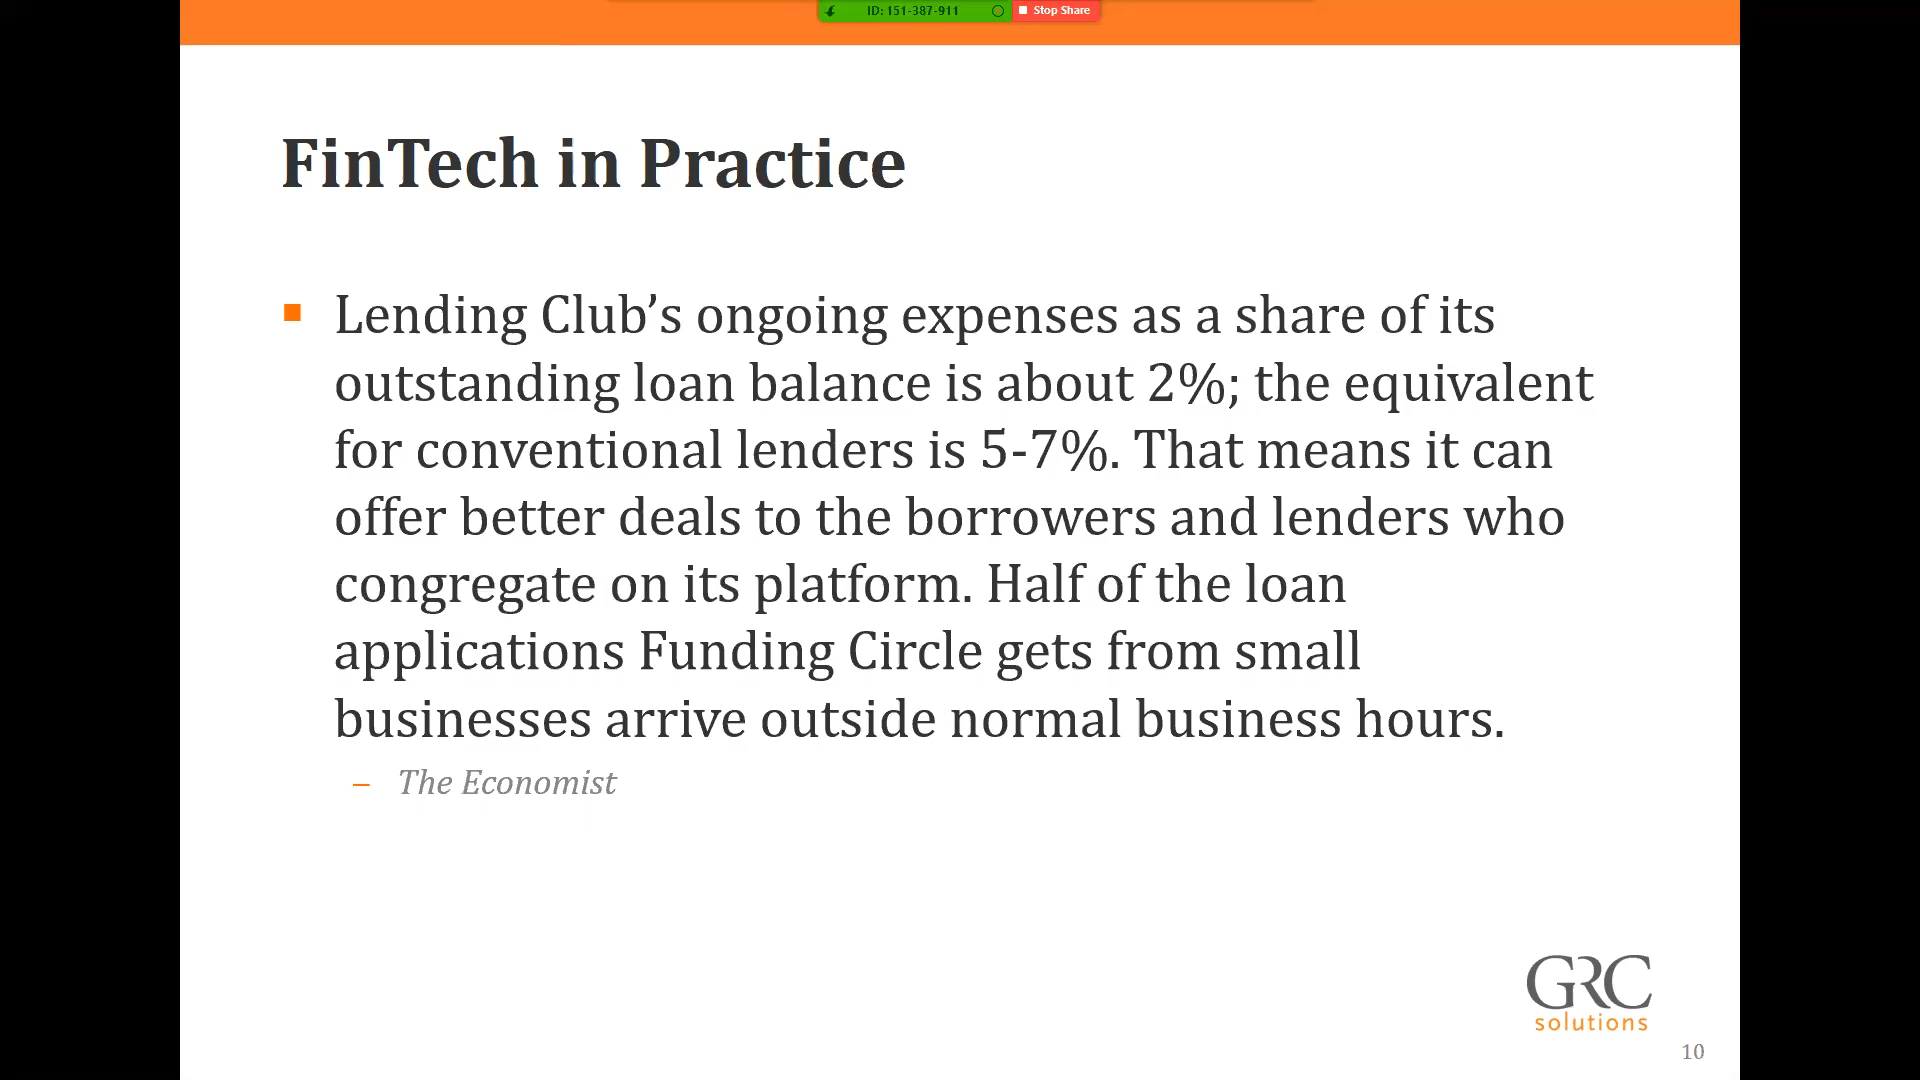 ID: 151-387-911
Stop Share
FinTech in Practice
Lending Club’s ongoing expenses as a share of its
outstanding loan balance is about 2%; the equivalent
for conventional lenders is 5-7%. That means it can
offer better deals to the borrowers and lenders who
congregate on its platform. Half of the loan
applications Funding Circle gets from small
businesses arrive outside normal business hours.
– The Economist
GRC
solutions
10